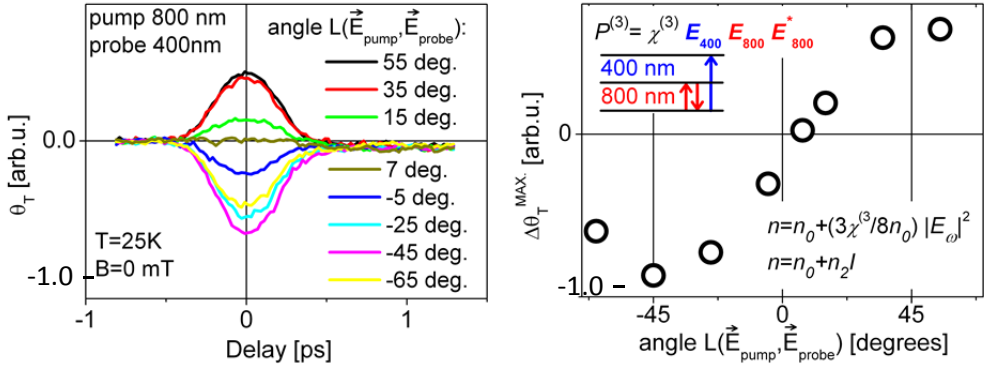 pump 800 nm
probe 400nm
angle L(E⃗pump,E⃗probe):
55 deg.
35 deg.
15 deg.
7 deg.
-5 deg.
-25 deg.
-45 deg.
-65 deg.
T=25K
B=0 mT
0.0
-1.0
θT [arb.u.]
-1 0 1
Delay [ps]
P(3)= χ(3) E400 E800 E*800
400 nm
800 nm
0
-1.0
ΔθT MAX. [arb.u.]
n=n0+(3χ(3/8n0) |Eω|2
n=n0+n2I
-45 0 45
angle L(E⃗pump,E⃗probe) [degrees]